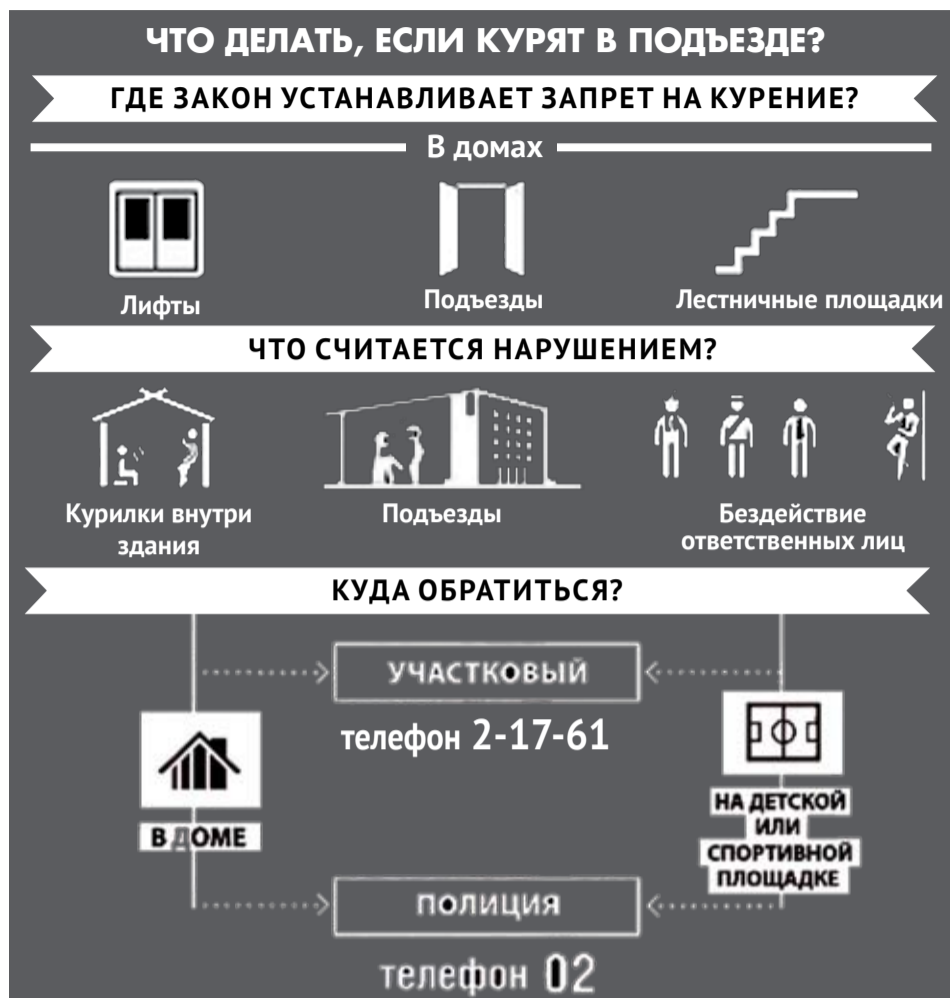 ЧТО ДЕЛАТЬ, ЕСЛИ КУРЯТ В ПОДЪЕЗДЕ?
ГДЕ ЗАКОН УСТАНАВЛИВАЕТ ЗАПРЕТ НА КУРЕНИЕ?
В домах
Лифты
Подъезды
Лестничные площадки
ЧТО СЧИТАЕТСЯ НАРУШЕНИЕМ?
Курилки внутри
здания
Подъезды
Бездействие
ответственных лиц
КУДА ОБРАТИТЬСЯ?
УЧАСТКОВЫЙ
телефон 2-17-61
В ДОМЕ
НА ДЕТСКОЙ
ИЛИ
СПОРТИВНОЙ
ПЛОЩАДКЕ
ПОЛИЦИЯ
телефон 02